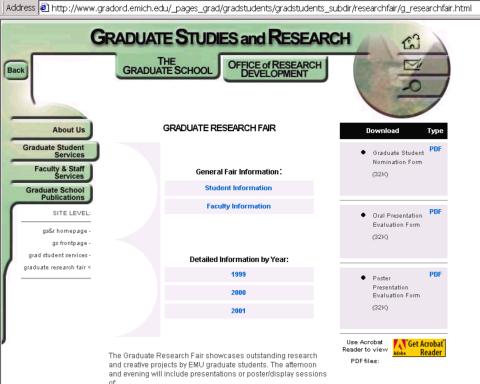 Address http://www.gradord.emich.edu/_pages_grad/gradstudents/gradstudents_subdir/researchfair/g_researchfair.html
GRADUATE STUDIES and RESEARCH
Back
THE
GRADUATE SCHOOL
OFFICE of RESEARCH
DEVELOPMENT
About Us
Graduate Student
Services
Faculty & Staff
Services
Graduate School
Publications
SITE LEVEL:
gs&r homepage -
gs frontpage -
grad student services -
graduate research fair <
GRADUATE RESEARCH FAIR
General Fair Information:
Student Information
Faculty Information
Detailed Information by Year:
1999
2000
2001
The Graduate Research Fair showcases outstanding research
and creative projects by EMU graduate students. The afternoon
and evening will include presentations or poster/display sessions
of
Download Type
Graduate Student PDF
Nomination Form
(32K)
Oral Presentation PDF
Evaluation Form
(32K)
Poster PDF
Presentation
Evaluation Form
(32K)
Use Acrobat
Reader to view
PDF files:
Get Acrobat
Adobe Reader